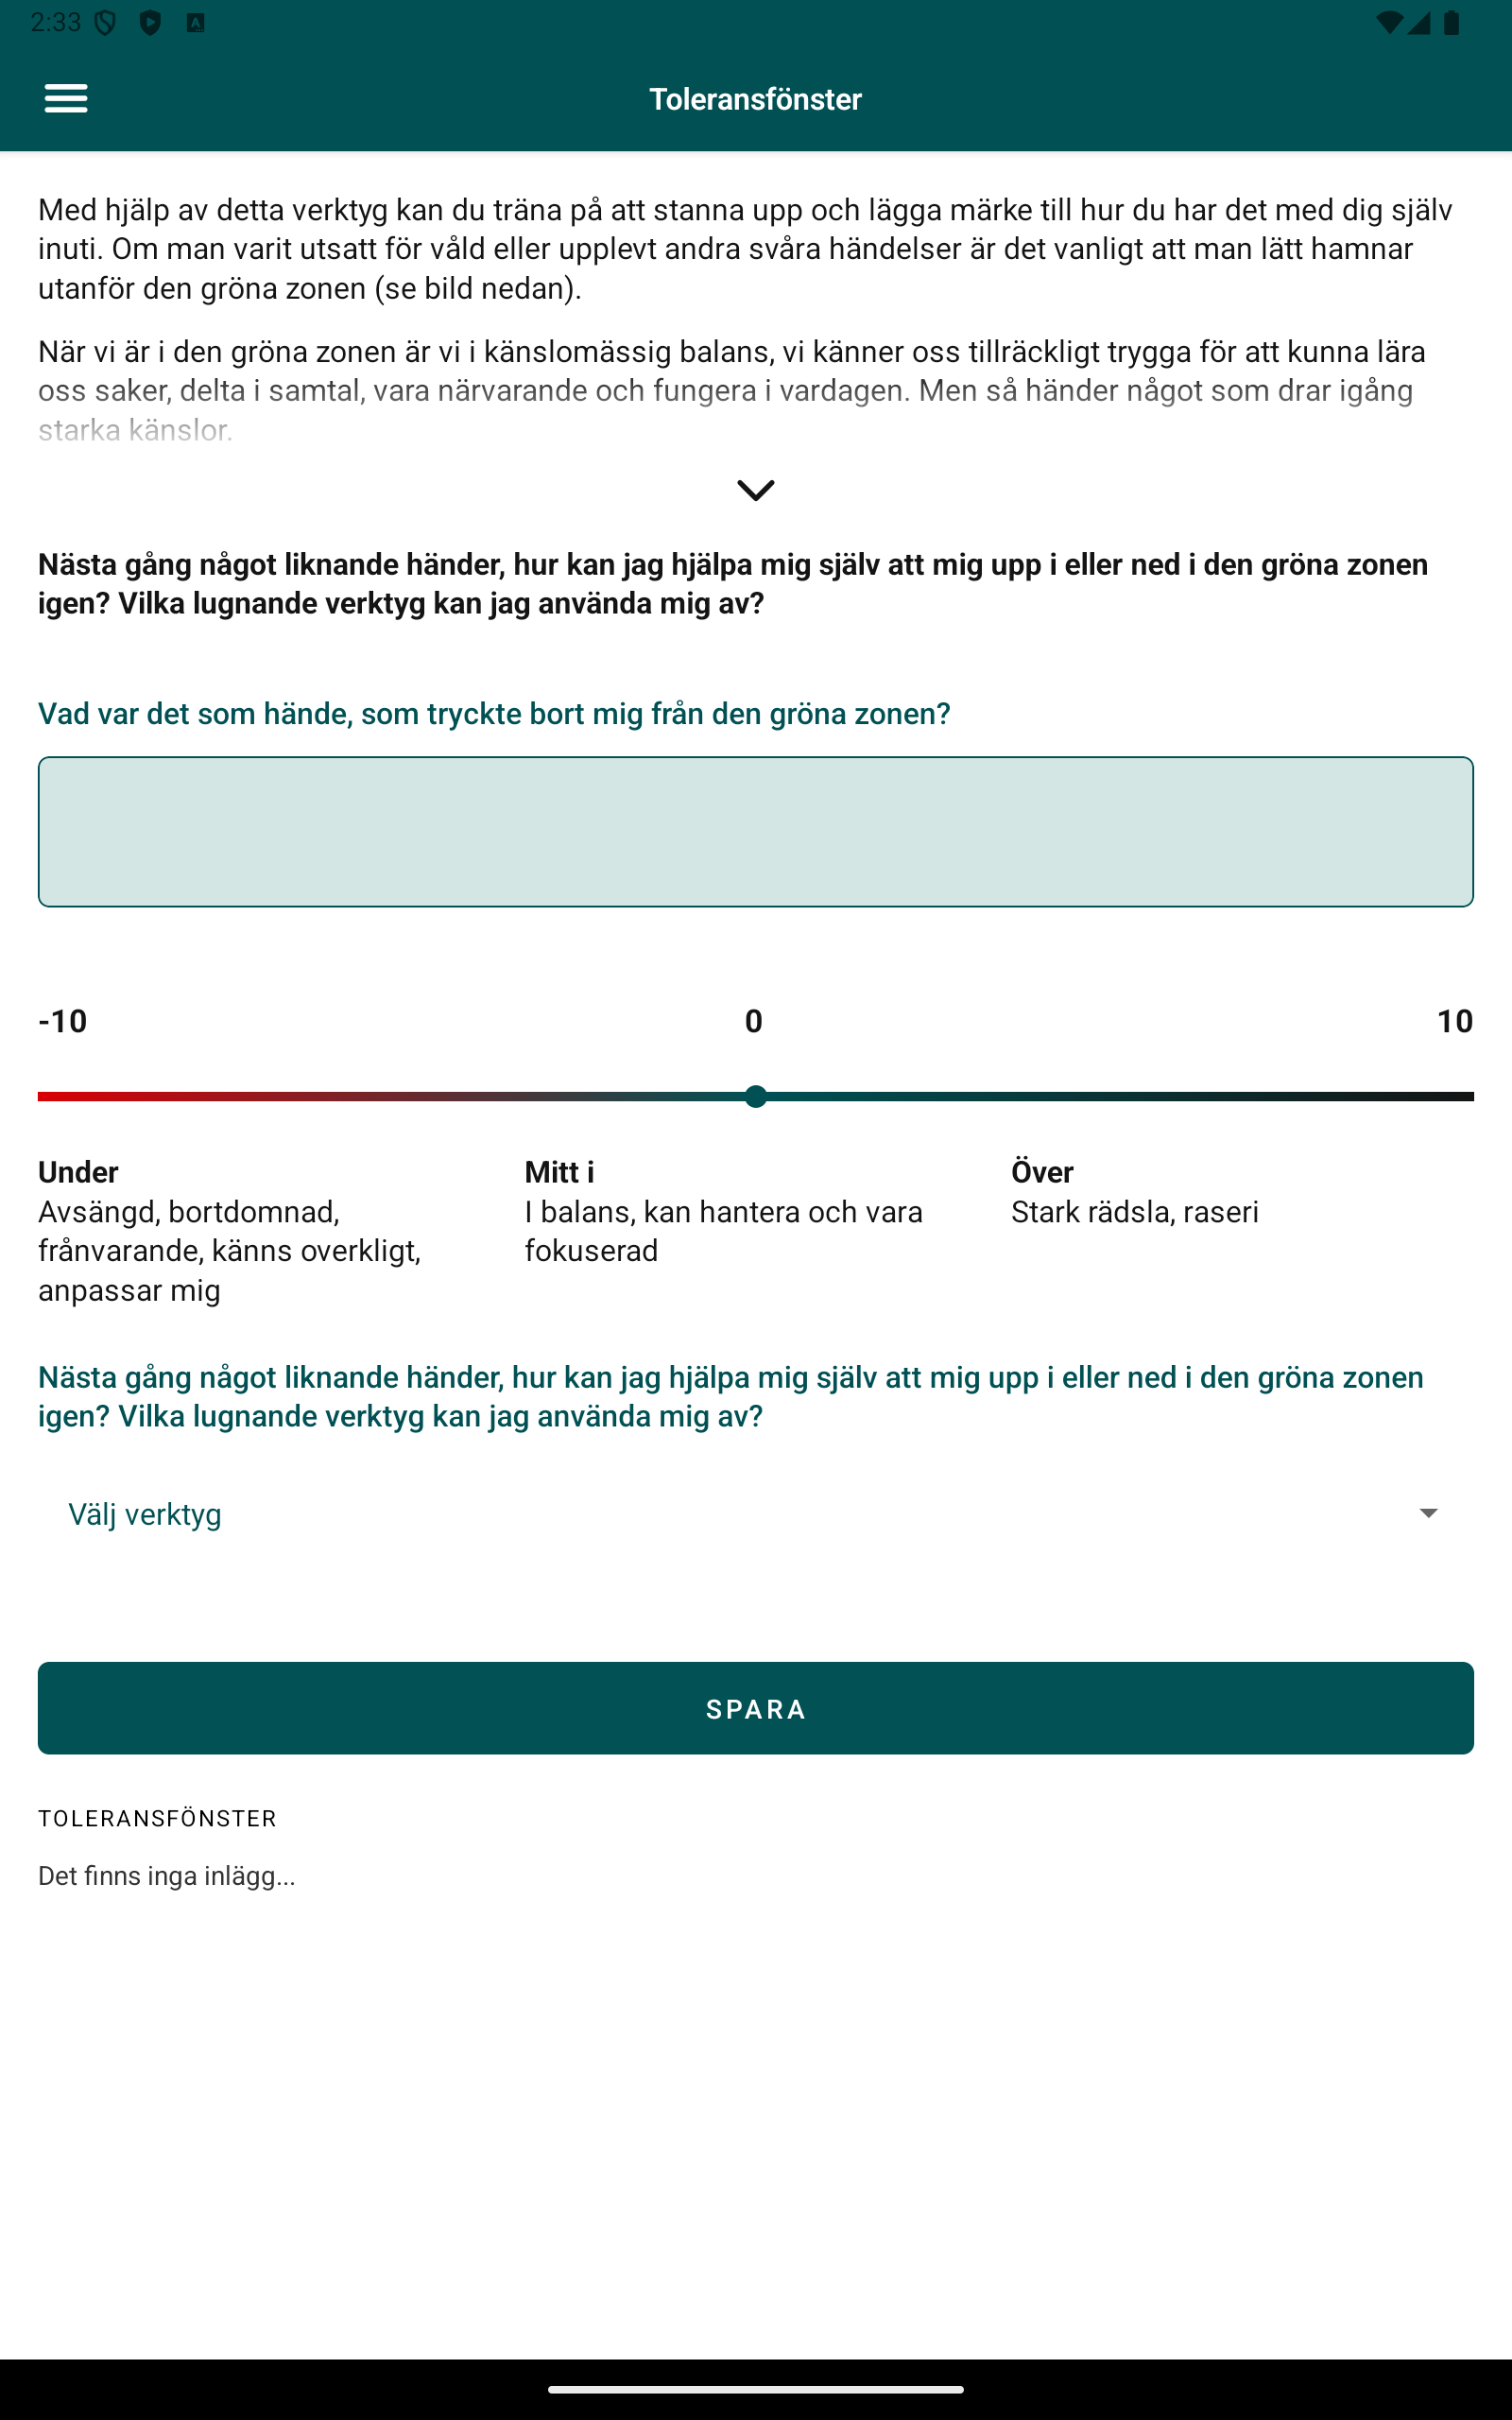 2:33
Toleransfönster
Med hjälp av detta verktyg kan du träna på att stanna upp och lägga märke till hur du har det med dig själv
inuti. Om man varit utsatt för våld eller upplevt andra svåra händelser är det vanligt att man lätt hamnar
utanför den gröna zonen (se bild nedan).
När vi är i den gröna zonen är vi i känslomässig balans, vi känner oss tillräckligt trygga för att kunna lära
oss saker, delta i samtal, vara närvarande och fungera i vardagen. Men så händer något som drar igång
starka känslor.
Nästa gång något liknande händer, hur kan jag hjälpa mig själv att mig upp i eller ned i den gröna zonen
igen? Vilka lugnande verktyg kan jag använda mig av?
Vad var det som hände, som tryckte bort mig från den gröna zonen?
-10 0 10
Under
Avsängd, bortdomnad,
frånvarande, känns overkligt,
anpassar mig
Mitt i
I balans, kan hantera och vara
fokuserad
Över
Stark rädsla, raseri
Nästa gång något liknande händer, hur kan jag hjälpa mig själv att mig upp i eller ned i den gröna zonen
igen? Vilka lugnande verktyg kan jag använda mig av?
Välj verktyg
SPARA
TOLERANSFÖNSTER
Det finns inga inlägg...